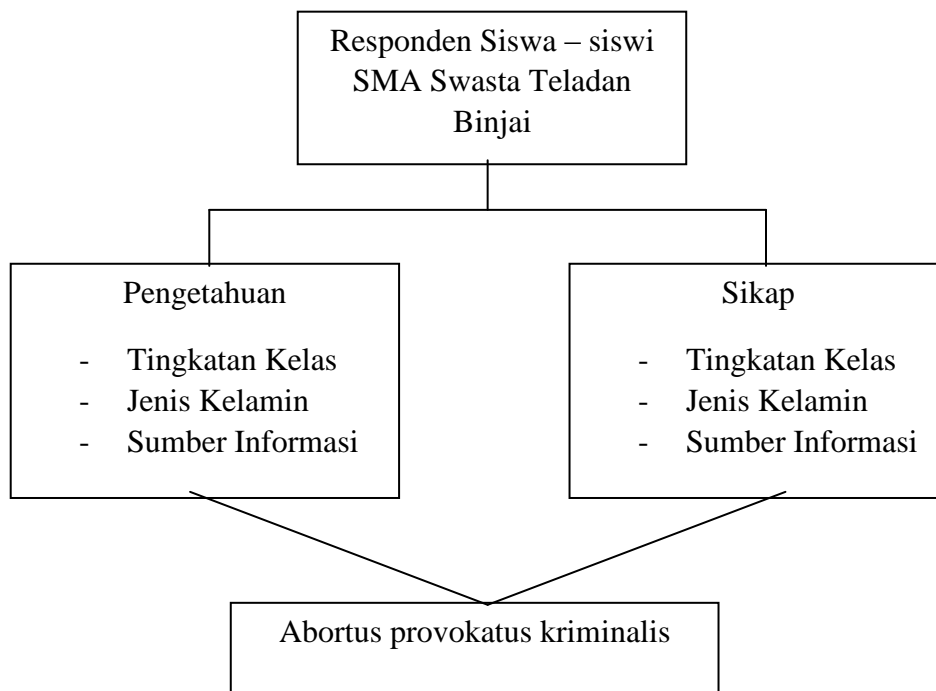 Responden Siswa – siswi
SMA Swasta Teladan
Binjai
Pengetahuan
- Tingkatan Kelas
- Jenis Kelamin
- Sumber Informasi
Sikap
- Tingkatan Kelas
- Jenis Kelamin
- Sumber Informasi
Abortus provokatus kriminalis